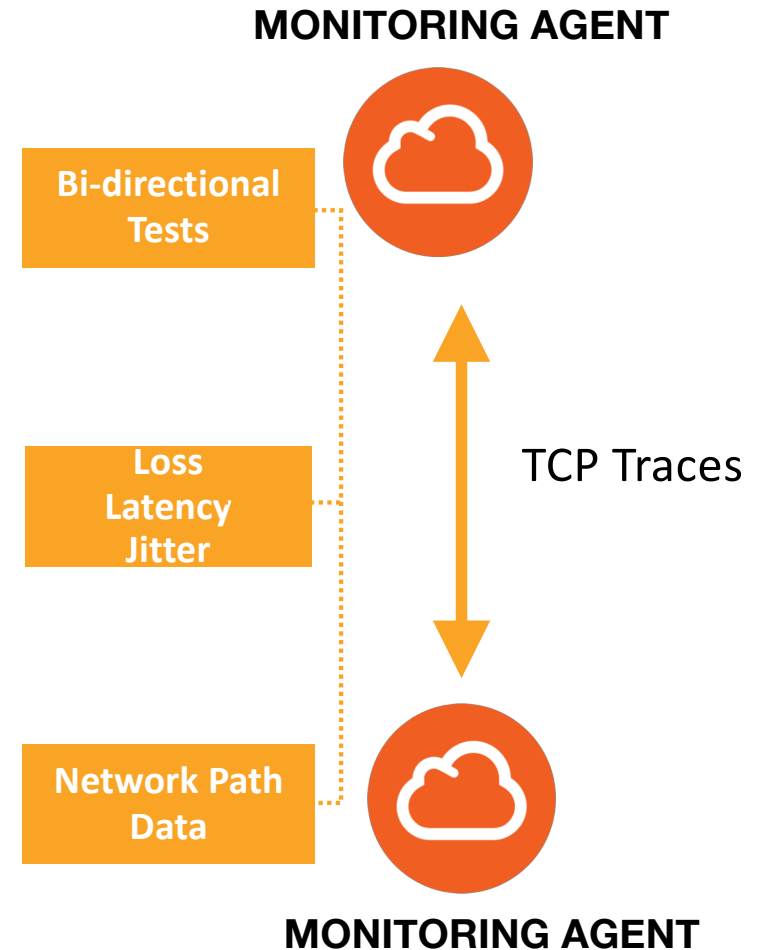 MONITORING AGENT
Bi-directional
Tests
Loss
Latency
Jitter
TCP Traces
Network Path
Data
MONITORING AGENT